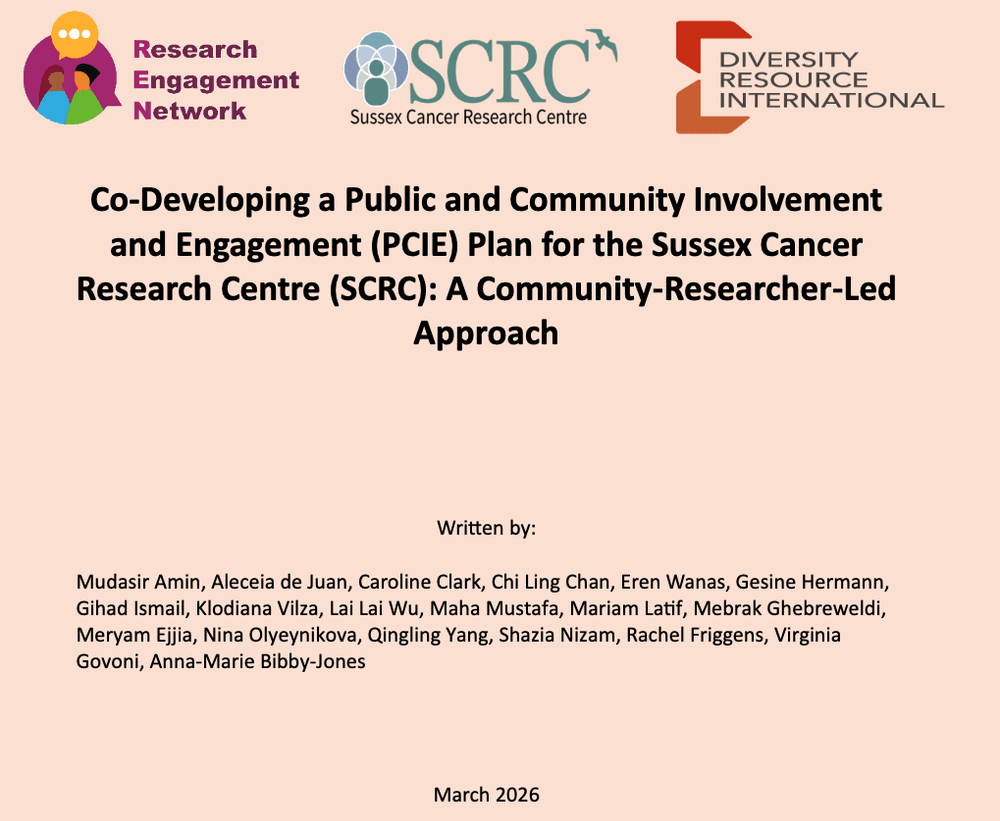 Research
Engagement
Network
SCRC
Sussex Cancer Research Centre
DIVERSITY
RESOURCE
INTERNATIONAL
Co-Developing a Public and Community Involvement
and Engagement (PCIE) Plan for the Sussex Cancer
Research Centre (SCRC): A Community-Researcher-Led
Approach
Written by:
Mudasir Amin, Aleceia de Juan, Caroline Clark, Chi Ling Chan, Eren Wanas, Gesine Hermann,
Gihad Ismail, Klodiana Vilza, Lai Lai Wu, Maha Mustafa, Mariam Latif, Mebrak Ghebreweldi,
Meryam Ejjia, Nina Olyeynikova, Qingling Yang, Shazia Nizam, Rachel Friggens, Virginia
Govoni, Anna-Marie Bibby-Jones
March 2026